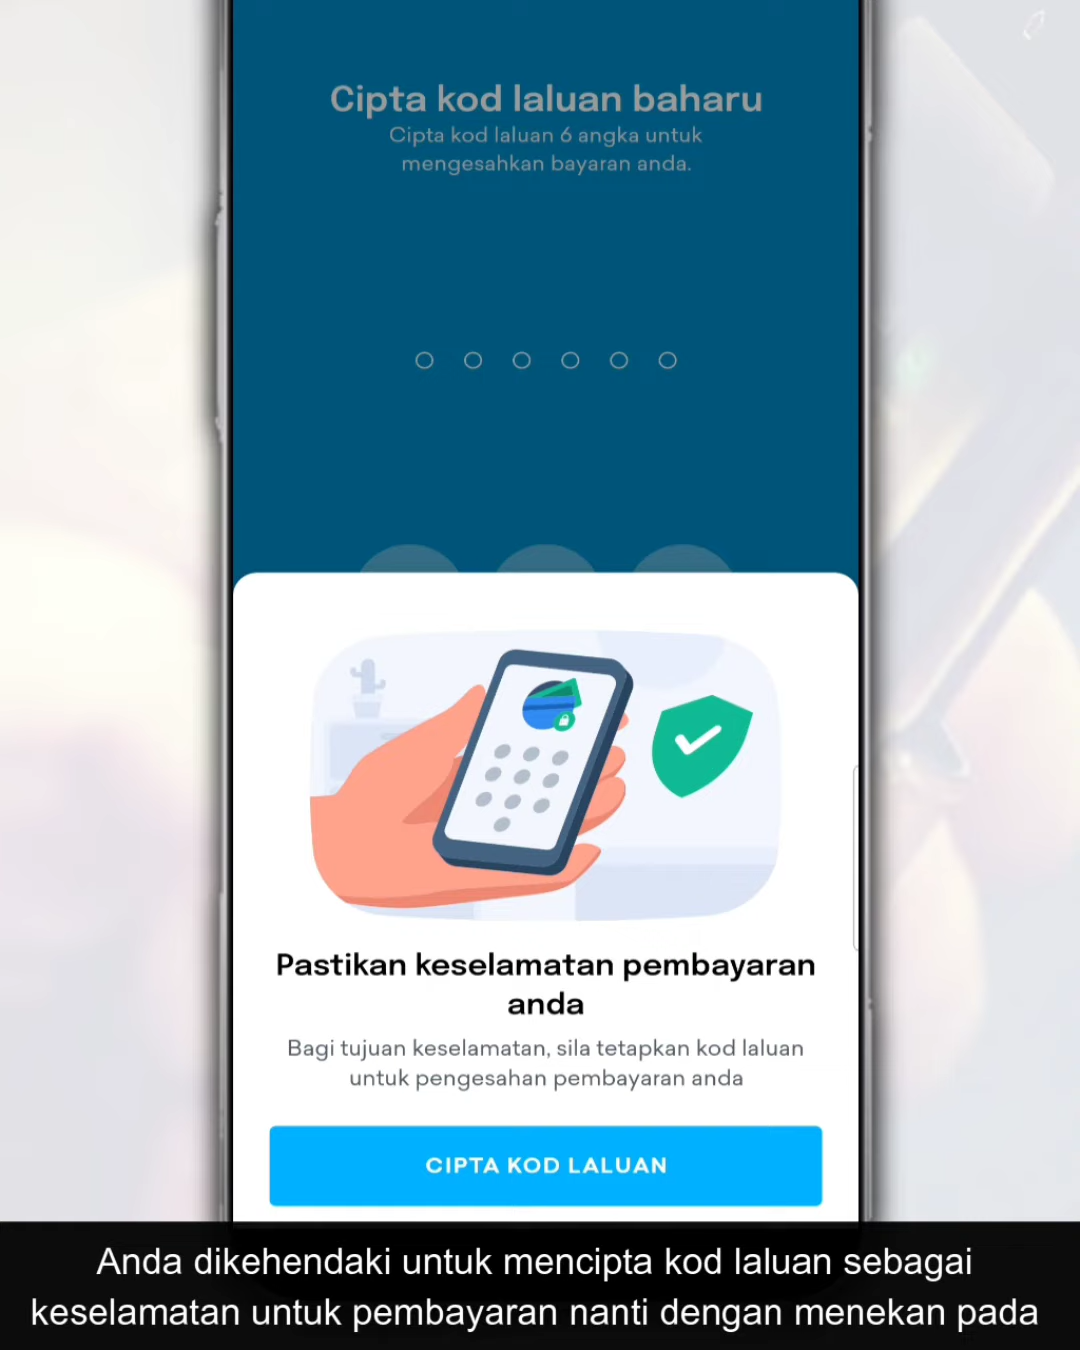 Cipta kod laluan baharu
Cipta kod laluan 6 angka untuk
mengesahkan bayaran anda.
Pastikan keselamatan pembayaran
anda
Bagi tujuan keselamatan, sila tetapkan kod laluan
untuk pengesahan pembayaran anda
CIPTA KOD LALUAN
Anda dikehendaki untuk mencipta kod laluan sebagai
keselamatan untuk pembayaran nanti dengan menekan pada